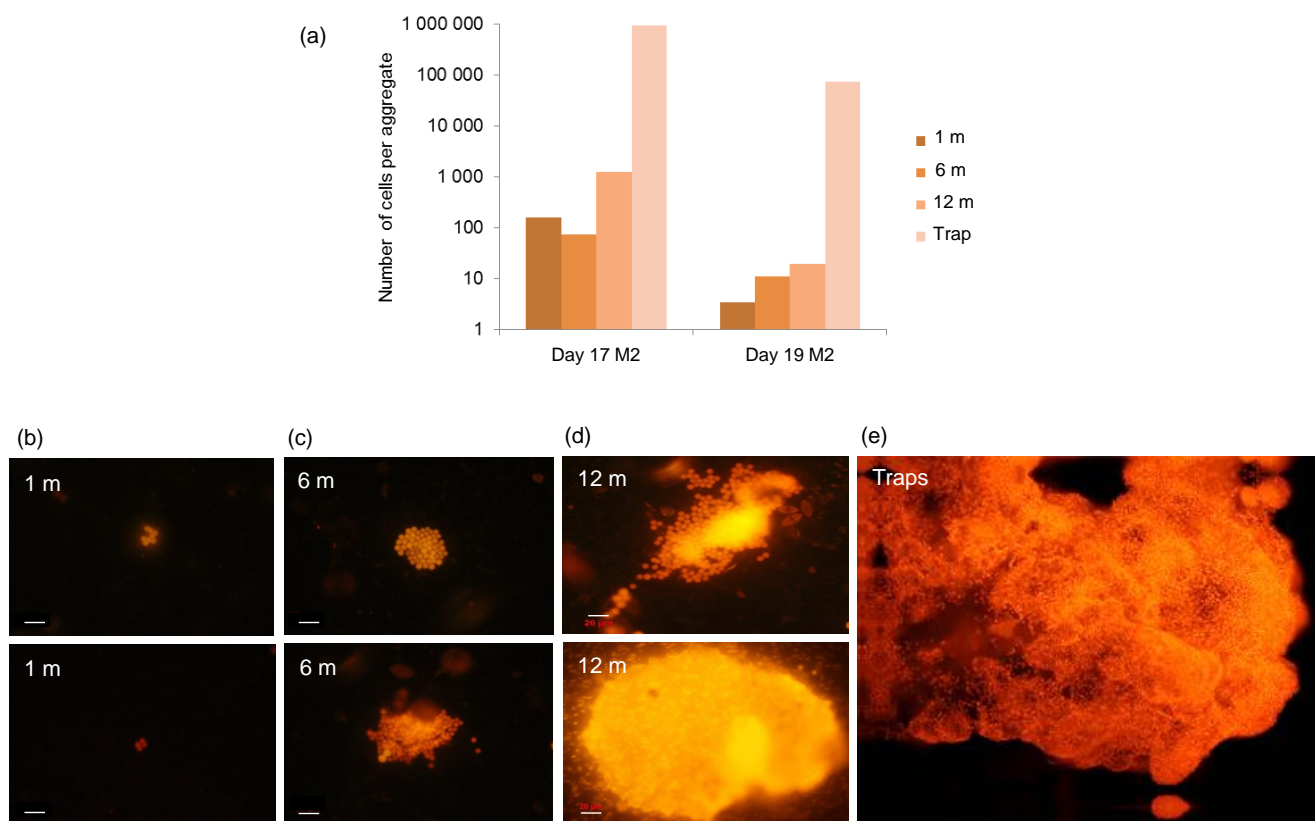 (a)
Number of cells per aggregate
1 000 000
100 000
10 000
1 000
100
10
1
Day 17 M2
Day 19 M2
1 m
6 m
12 m
Trap
(b)
(c)
(d)
(e)
1 m
6 m
12 m
Traps
20 µm
1 m
6 m
12 m
20 µm